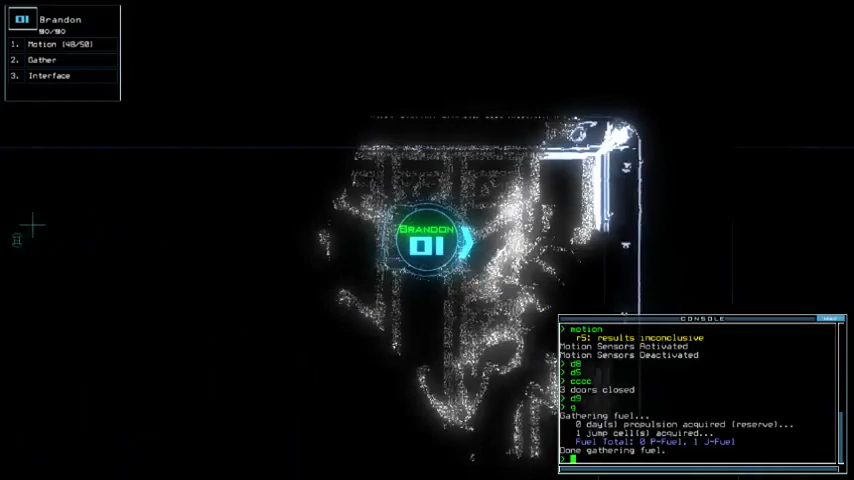 01 Brandon
90/90
1. Motion (48/50)
2. Gather
3. Interface
BRANDON
01
CONSOLE
> motion
r5: results inconclusive
Motion Sensors Activated
Motion Sensors Deactivated
> d8
> d5
> cccc
3 doors closed
> d9
> g
Gathering fuel...
0 day(s) propulsion acquired (reserve)...
1 jump cell(s) acquired...
Fuel Total: 0 P-Fuel, 1 J-Fuel
Done gathering fuel.
>